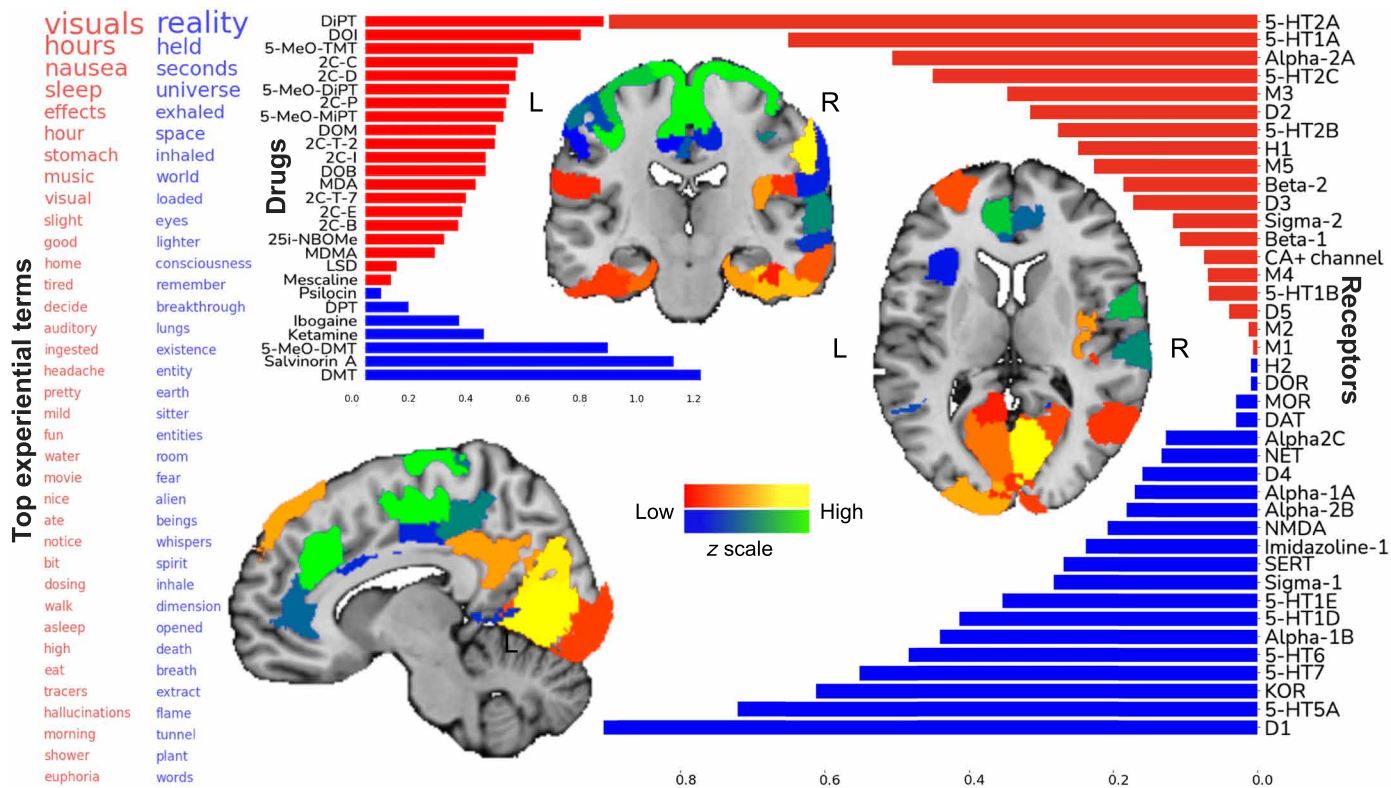 Top experiential terms
visuals reality
hours held
nausea seconds
sleep universe
effects exhaled
hour space
stomach inhaled
music world
visual loaded
slight eyes
good lighter
home consciousness
tired remember
decide breakthrough
auditory lungs
ingested existence
headache entity
pretty earth
mild sitter
fun entities
water room
movie fear
nice alien
ate beings
notice whispers
bit spirit
dosing inhale
walk dimension
asleep opened
high death
eat breath
tracers extract
hallucinations flame
morning tunnel
shower plant
euphoria words
Drugs
DiPT
DOI
5-MeO-TMT
2C-C
2C-D
5-MeO-DiPT
2C-P
5-MeO-MiPT
DOM
2C-T-2
2C-I
DOB
MDA
2C-T-7
2C-E
2C-B
25i-NBOMe
MDMA
LSD
Mescaline
Psilocin
DPT
Ibogaine
Ketamine
5-MeO-DMT
Salvinorin A
DMT
0.0 0.2 0.4 0.6 0.8 1.0 1.2
L R
L R
L
Low High
z scale
Receptors
5-HT2A
5-HT1A
Alpha-2A
5-HT2C
M3
D2
5-HT2B
H1
M5
Beta-2
D3
Sigma-2
Beta-1
CA+ channel
M4
5-HT1B
D5
M2
M1
H2
DOR
MOR
DAT
Alpha2C
NET
D4
Alpha-1A
Alpha-2B
NMDA
Imidazoline-1
SERT
Sigma-1
5-HT1E
5-HT1D
Alpha-1B
5-HT6
5-HT7
KOR
5-HT5A
D1
0.8 0.6 0.4 0.2 0.0